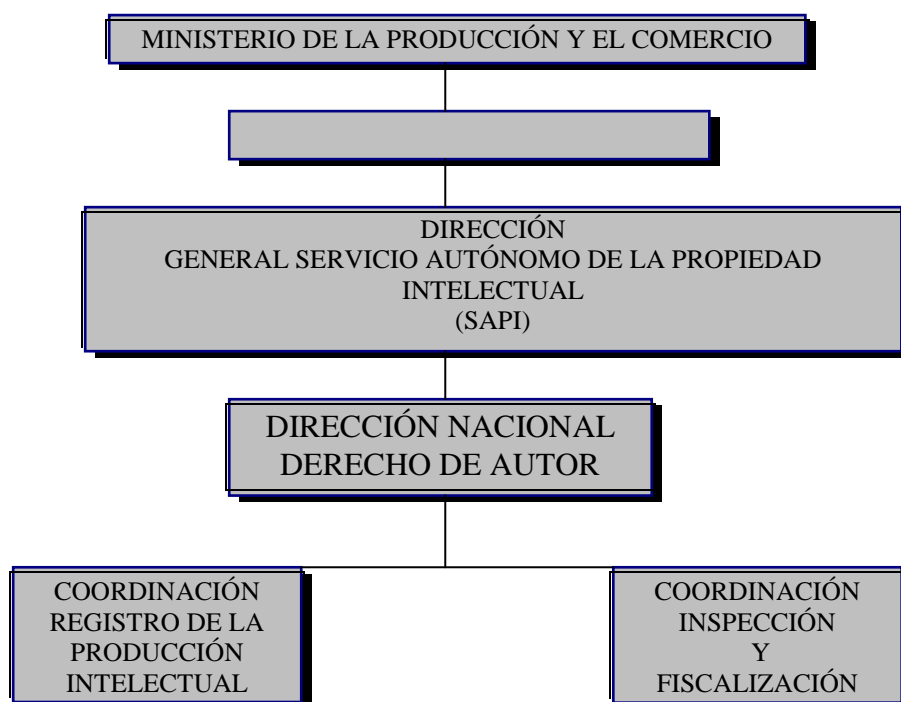 MINISTERIO DE LA PRODUCCIÓN Y EL COMERCIO
DIRECCIÓN
GENERAL SERVICIO AUTÓNOMO DE LA PROPIEDAD
INTELECTUAL
(SAPI)
DIRECCIÓN NACIONAL
DERECHO DE AUTOR
COORDINACIÓN
REGISTRO DE LA
PRODUCCIÓN
INTELECTUAL
COORDINACIÓN
INSPECCIÓN
Y
FISCALIZACIÓN